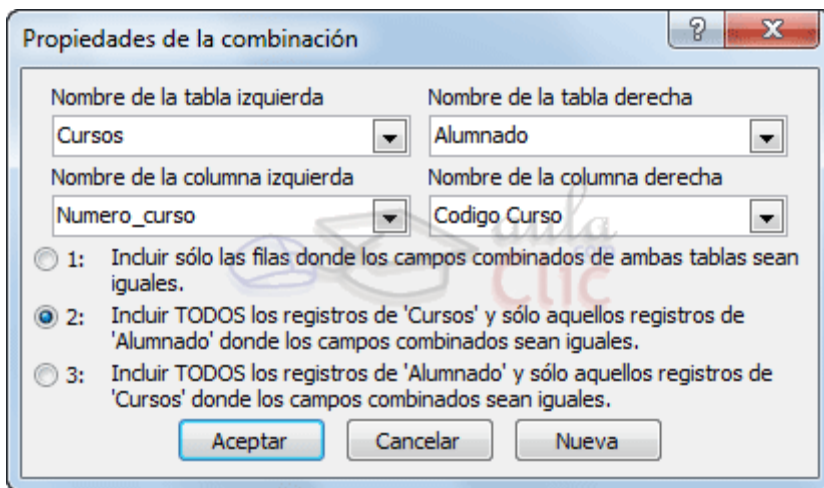 Propiedades de la combinación
Nombre de la tabla izquierda
Nombre de la tabla derecha
Cursos
Alumnado
Nombre de la columna izquierda
Nombre de la columna derecha
Numero_curso
Codigo Curso
aula
.com
Clic
1: Incluir sólo las filas donde los campos combinados de ambas tablas sean
iguales.
2: Incluir TODOS los registros de 'Cursos' y sólo aquellos registros de
'Alumnado' donde los campos combinados sean iguales.
3: Incluir TODOS los registros de 'Alumnado' y sólo aquellos registros de
'Cursos' donde los campos combinados sean iguales.
Aceptar
Cancelar
Nueva